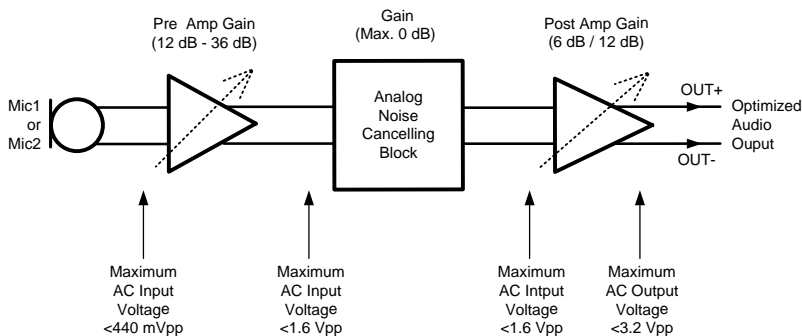 Pre Amp Gain
(12 dB - 36 dB)
Gain
(Max. 0 dB)
Post Amp Gain
(6 dB / 12 dB)
Mic1
or
Mic2
Analog
Noise
Cancelling
Block
OUT+
OUT-
Optimized
Audio
Ouput
Maximum
AC Input
Voltage
<440 mVpp
Maximum
AC Input
Voltage
<1.6 Vpp
Maximum
AC Intput
Voltage
<1.6 Vpp
Maximum
AC Output
Voltage
<3.2 Vpp